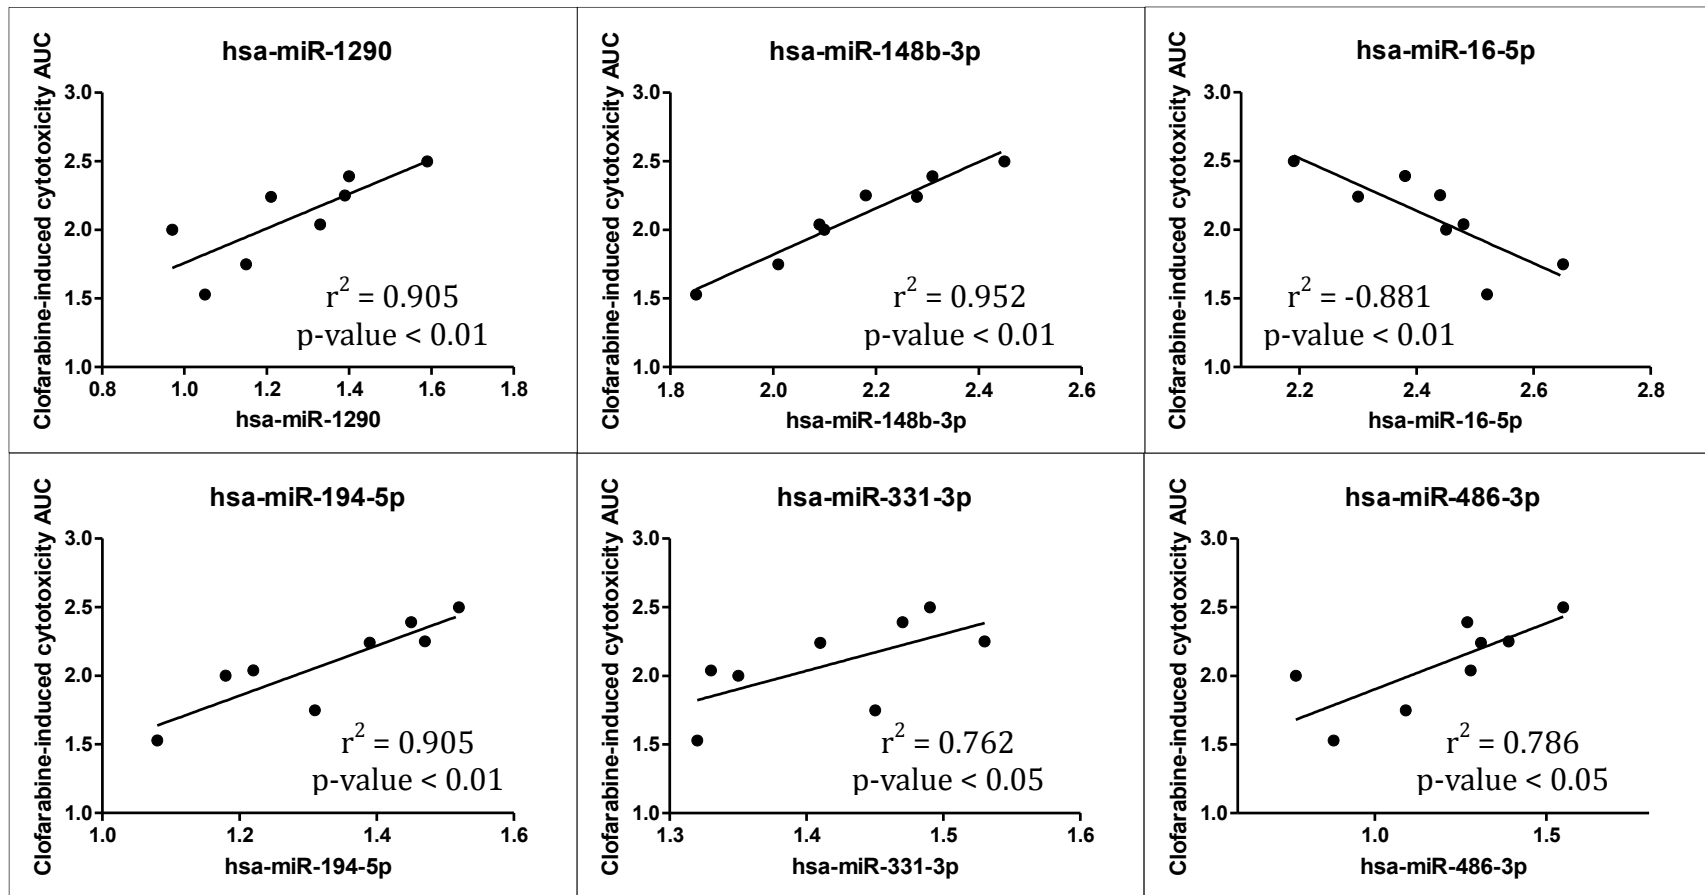 hsa-miR-1290
Clofarabine-induced cytotoxicity AUC
3.0
2.5
2.0
1.5
1.0
r² = 0.905
p-value < 0.01
0.8 1.0 1.2 1.4 1.6 1.8
hsa-miR-1290
hsa-miR-148b-3p
Clofarabine-induced cytotoxicity AUC
3.0
2.5
2.0
1.5
1.0
r² = 0.952
p-value < 0.01
1.8 2.0 2.2 2.4 2.6
hsa-miR-148b-3p
hsa-miR-16-5p
Clofarabine-induced cytotoxicity AUC
3.0
2.5
2.0
1.5
1.0
r² = -0.881
p-value < 0.01
2.2 2.4 2.6 2.8
hsa-miR-16-5p
hsa-miR-194-5p
Clofarabine-induced cytotoxicity AUC
3.0
2.5
2.0
1.5
1.0
r² = 0.905
p-value < 0.01
1.0 1.2 1.4 1.6
hsa-miR-194-5p
hsa-miR-331-3p
Clofarabine-induced cytotoxicity AUC
3.0
2.5
2.0
1.5
1.0
r² = 0.762
p-value < 0.05
1.3 1.4 1.5 1.6
hsa-miR-331-3p
hsa-miR-486-3p
Clofarabine-induced cytotoxicity AUC
3.0
2.5
2.0
1.5
1.0
r² = 0.786
p-value < 0.05
1.0 1.5
hsa-miR-486-3p